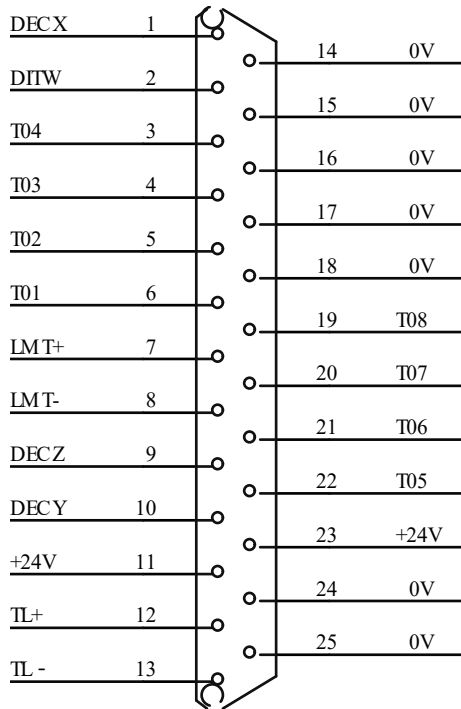 DECX 1
14 0V
DITW 2
15 0V
T04 3
16 0V
T03 4
17 0V
T02 5
18 0V
T01 6
19 T08
LMT+ 7
20 T07
LMT- 8
21 T06
DECZ 9
22 T05
DECY 10
23 +24V
+24V 11
24 0V
TL+ 12
25 0V
TL - 13